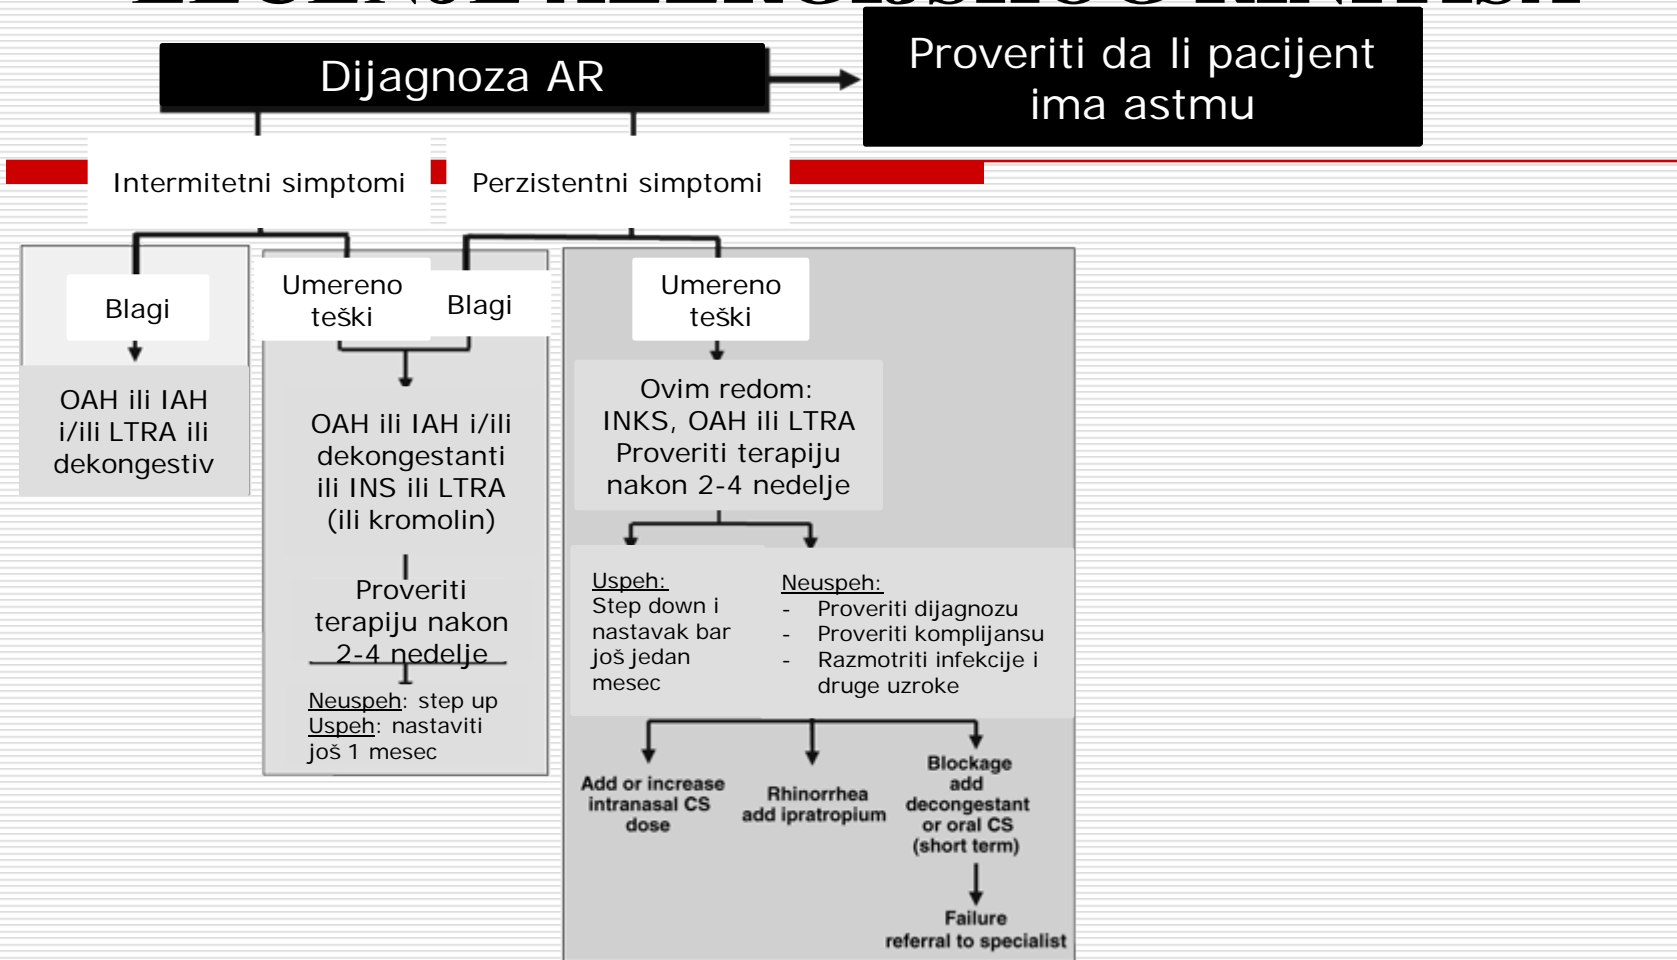 Dijagnoza AR
Proveriti da li pacijent
ima astmu
Intermitetni simptomi
Perzistentni simptomi
Blagi
Umereno
teški
Blagi
Umereno
teški
OAH ili IAH
i/ili LTRA ili
dekongestiv
OAH ili IAH i/ili
dekongestanti
ili INS ili LTRA
(ili kromolin)
Proveriti
terapiju nakon
2-4 nedelje
Neuspeh: step up
Uspeh: nastaviti
još 1 mesec
Ovim redom:
INKS, OAH ili LTRA
Proveriti terapiju
nakon 2-4 nedelje
Uspeh:
Step down i
nastavak bar
još jedan
mesec
Neuspeh:
- Proveriti dijagnozu
- Proveriti komplijansu
- Razmotriti infekcije i
druge uzroke
Add or increase
intranasal CS
dose
Rhinorrhea
add ipratropium
Blockage
add
decongestant
or oral CS
(short term)
Failure
referral to specialist